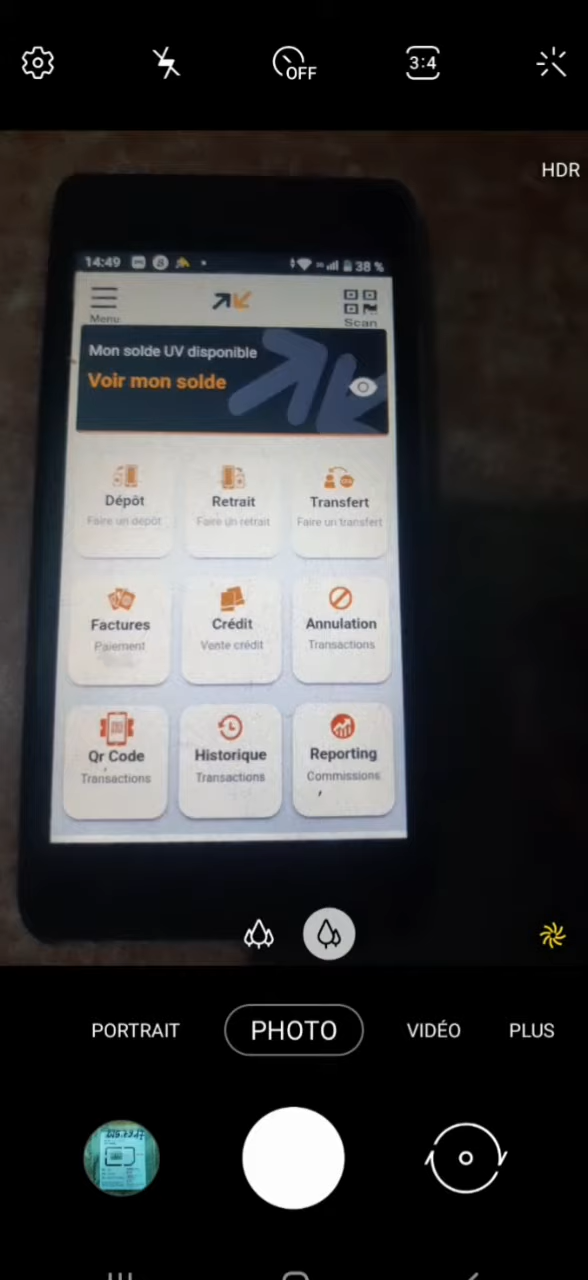 OFF
3:4
HDR
14:49
38 %
Menu
Scan
Mon solde UV disponible
Voir mon solde
Dépôt
Retrait
Transfert
Faire un dépôt
Faire un retrait
Faire un transfert
Factures
Crédit
Annulation
Paiement
Vente crédit
Transactions
Qr Code
Historique
Reporting
Transactions
Transactions
Commissions
PORTRAIT
PHOTO
VIDÉO
PLUS